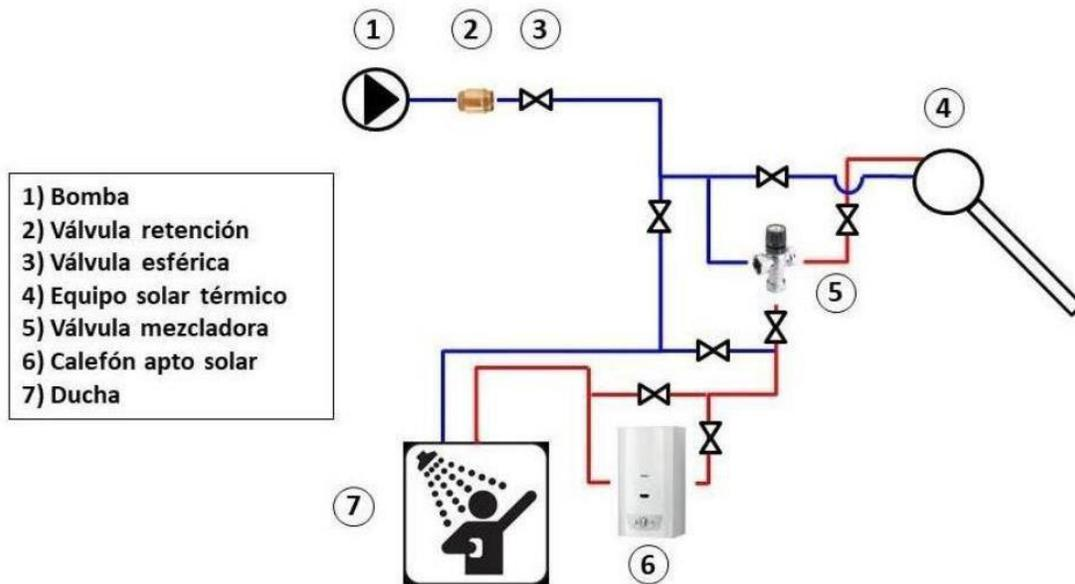 1
2
3
4
1) Bomba
2) Válvula retención
3) Válvula esférica
4) Equipo solar térmico
5) Válvula mezcladora
6) Calefón apto solar
7) Ducha
5
7
6